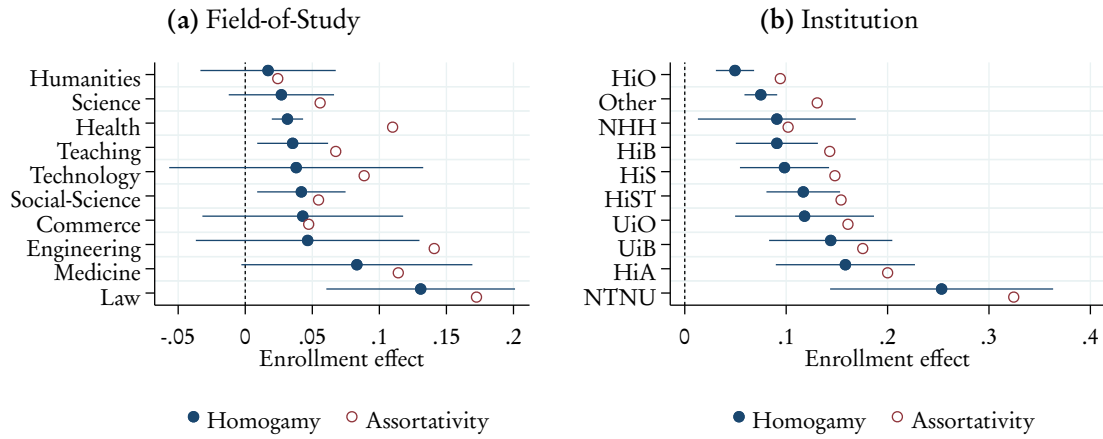 (a) Field-of-Study
Humanities
Science
Health
Teaching
Technology
Social-Science
Commerce
Engineering
Medicine
Law
-.05 0 .05 .1 .15 .2
Enrollment effect
Homogamy Assortativity
(b) Institution
HiO
Other
NHH
HiB
HiS
HiST
UiO
UiB
HiA
NTNU
0 .1 .2 .3 .4
Enrollment effect
Homogamy Assortativity